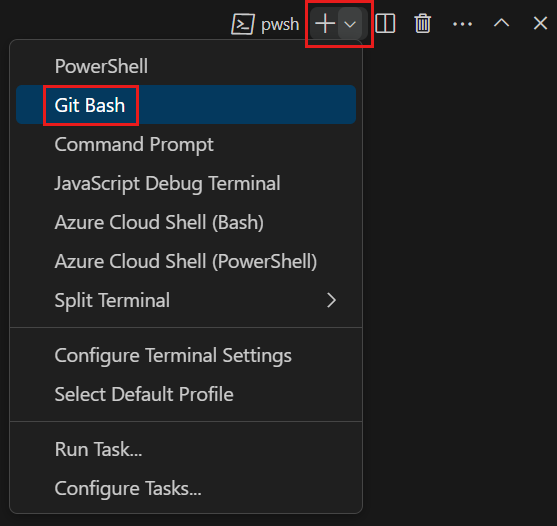 pwsh
PowerShell
Git Bash
Command Prompt
JavaScript Debug Terminal
Azure Cloud Shell (Bash)
Azure Cloud Shell (PowerShell)
Split Terminal
Configure Terminal Settings
Select Default Profile
Run Task...
Configure Tasks...